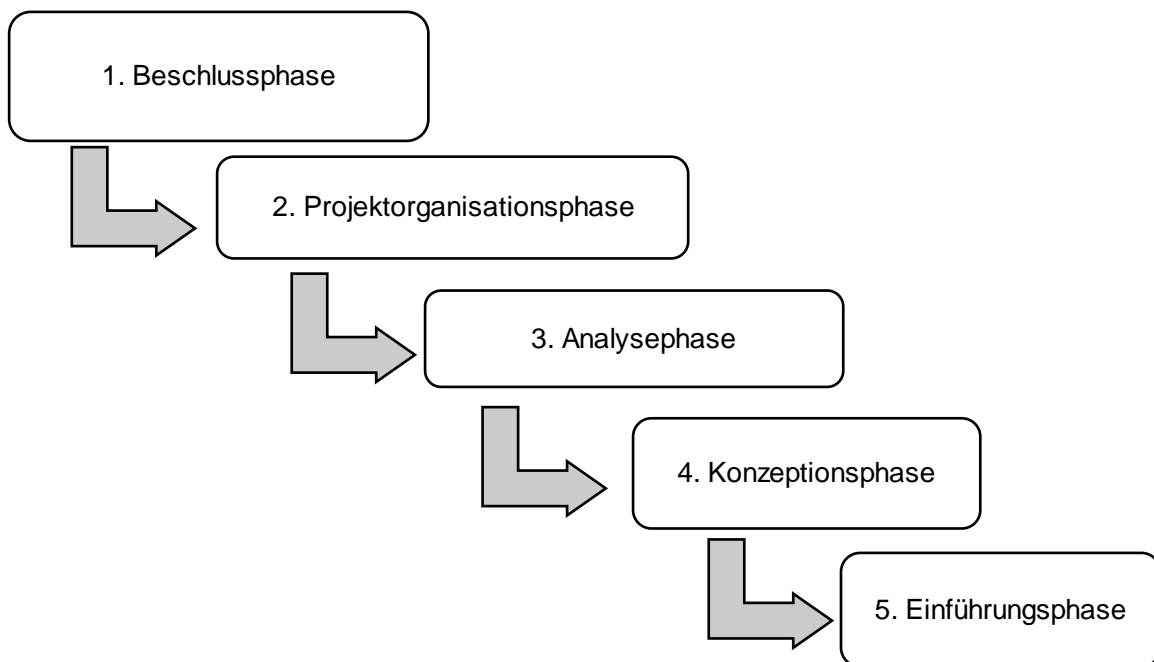 1. Beschlussphase
2. Projektorganisationsphase
3. Analysephase
4. Konzeptionsphase
5. Einführungsphase